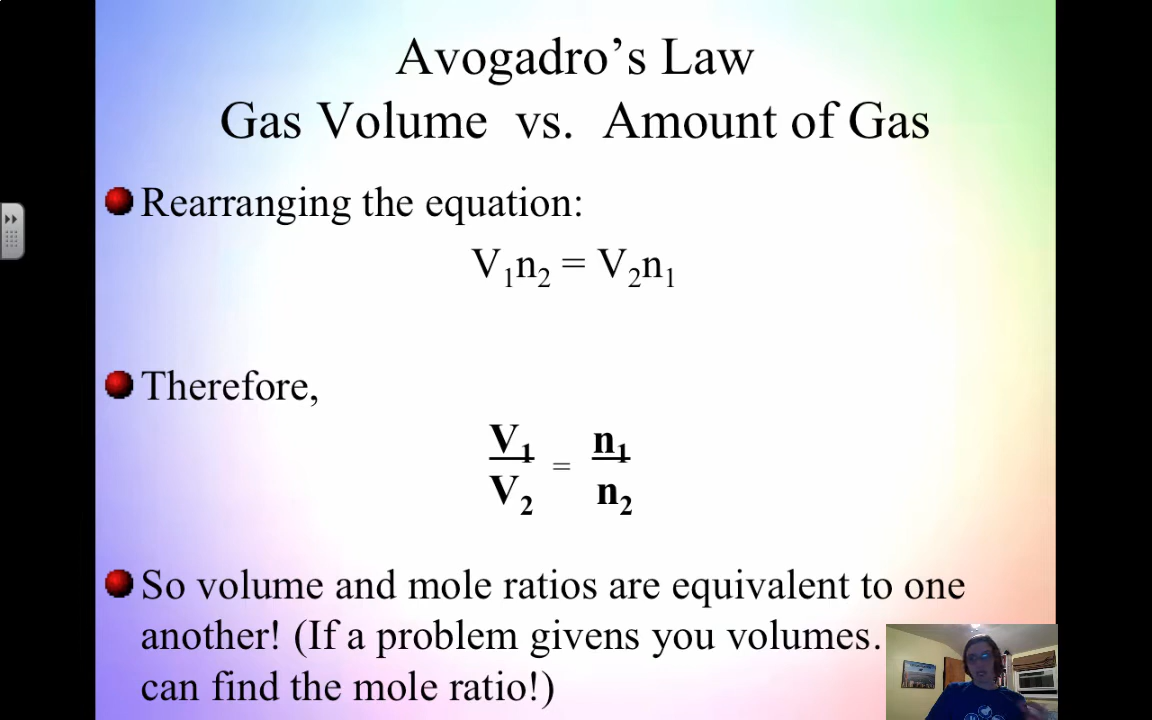 Avogadro’s Law
Gas Volume vs. Amount of Gas
Rearranging the equation:
V₁n₂ = V₂n₁
Therefore,
V₁ = n₁
V₂ n₂
So volume and mole ratios are equivalent to one
another! (If a problem givens you volumes.
can find the mole ratio!)